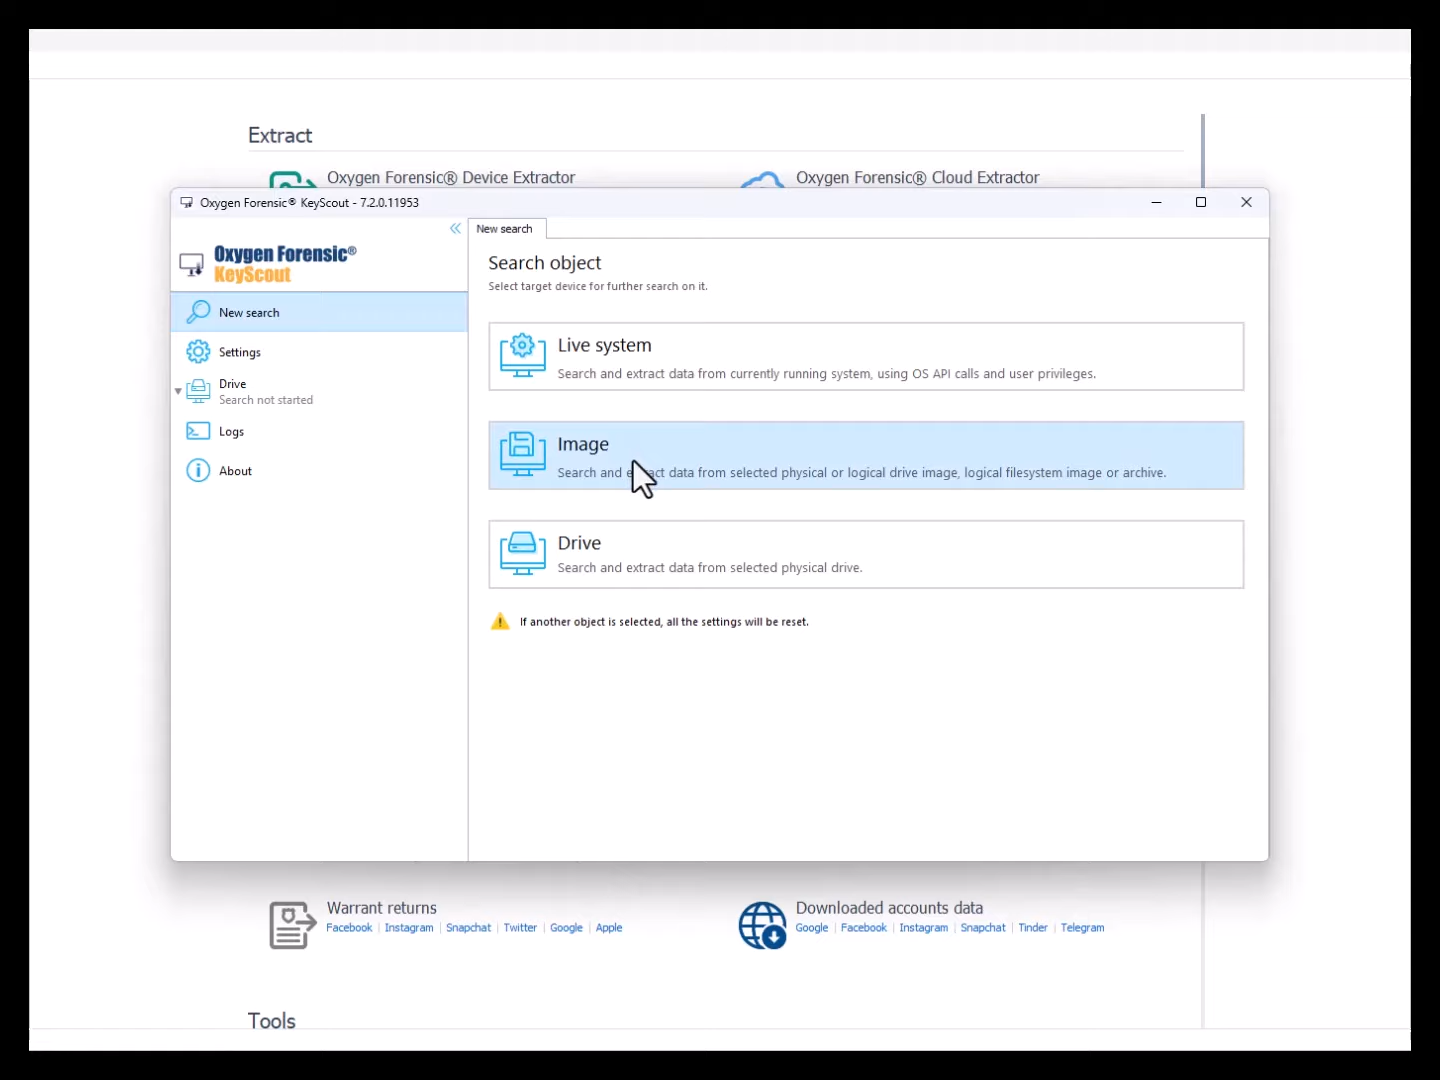 Extract
Oxygen Forensic® Device Extractor
Oxygen Forensic® Cloud Extractor
Oxygen Forensic® KeyScout - 7.2.0.11953
Oxygen Forensic®
KeyScout
New search
Settings
Drive
Search not started
Logs
About
New search
Search object
Select target device for further search on it.
Live system
Search and extract data from currently running system, using OS API calls and user privileges.
Image
Search and extract data from selected physical or logical drive image, logical filesystem image or archive.
Drive
Search and extract data from selected physical drive.
If another object is selected, all the settings will be reset.
Warrant returns
Facebook | Instagram | Snapchat | Twitter | Google | Apple
Downloaded accounts data
Google | Facebook | Instagram | Snapchat | Tinder | Telegram
Tools